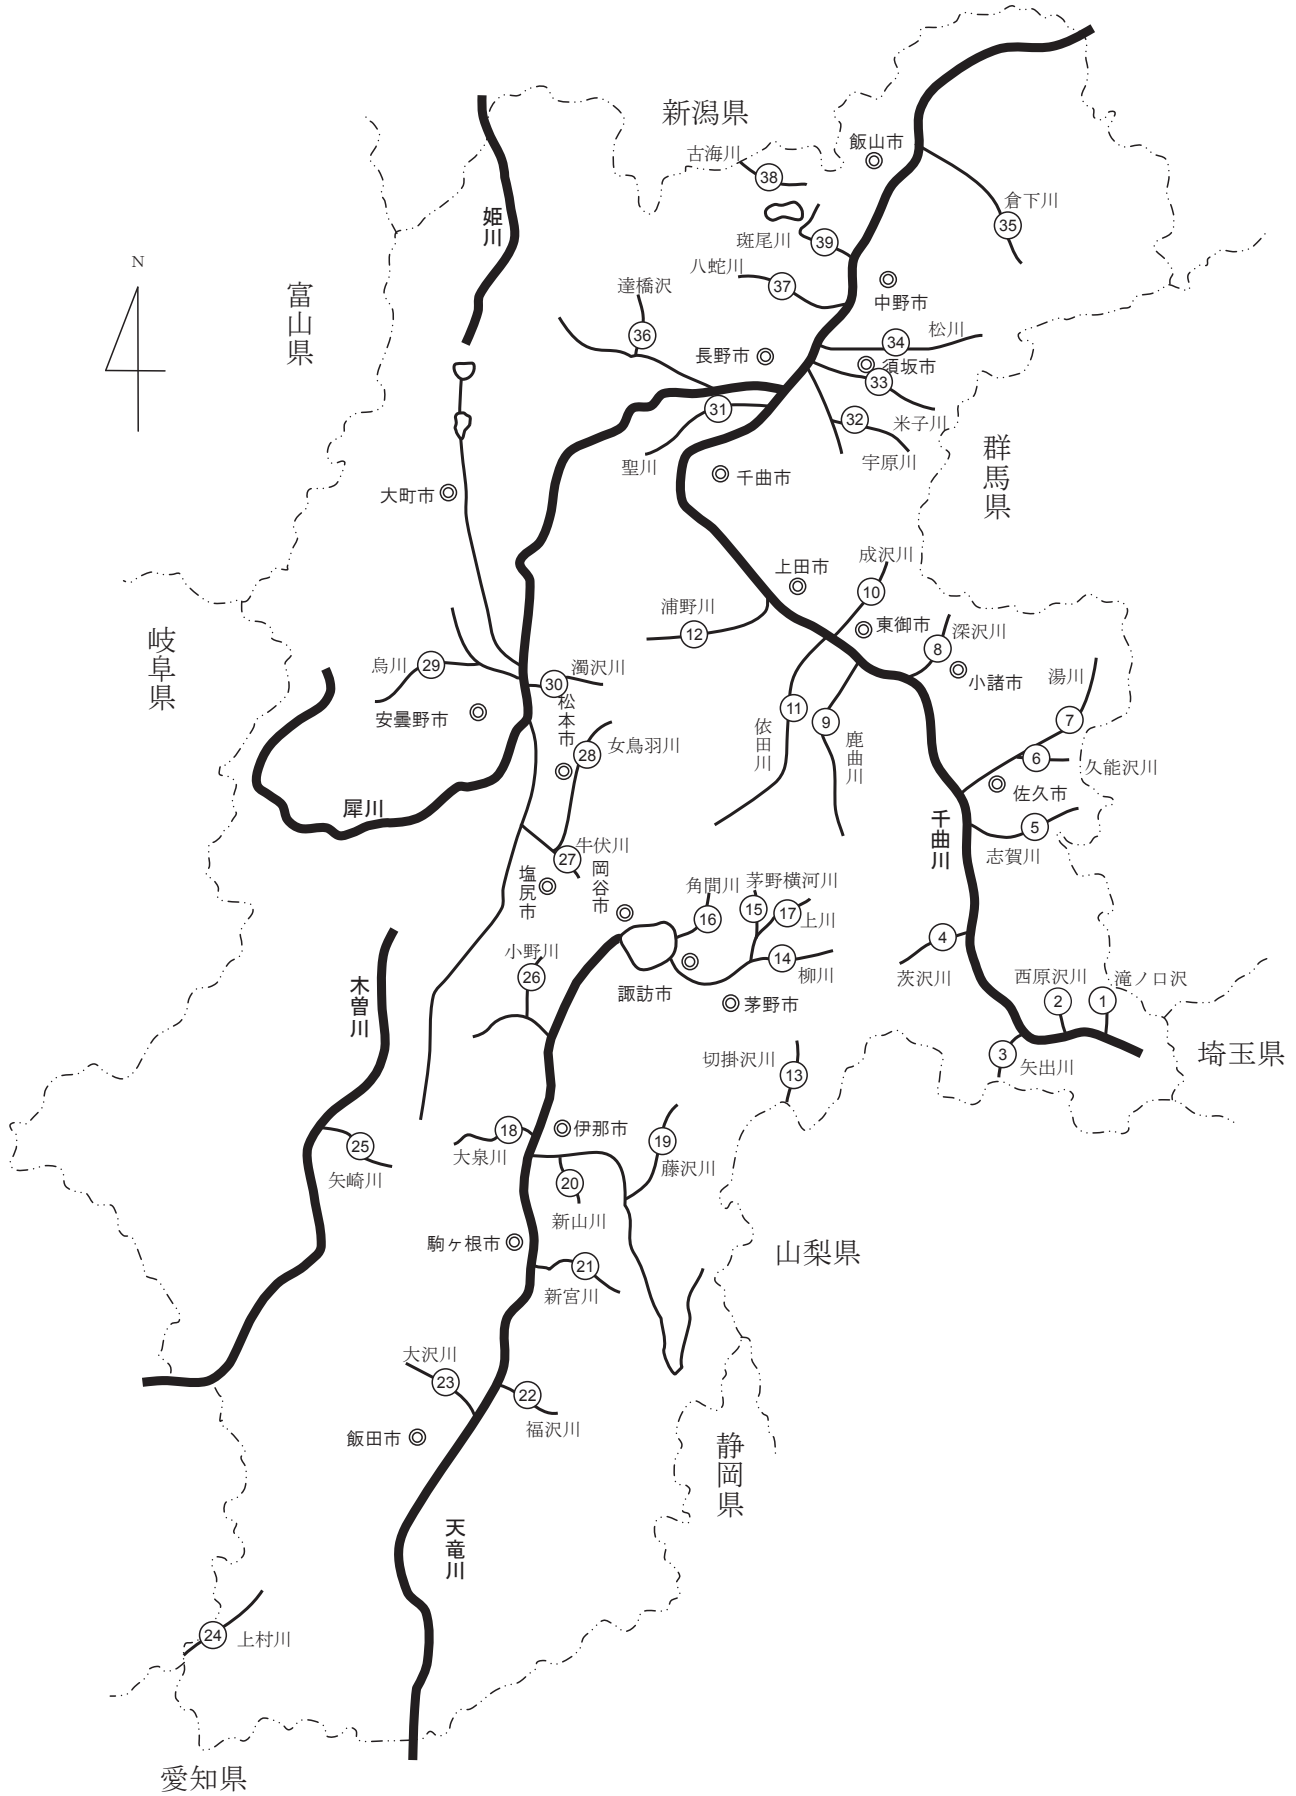 新潟県
飯山市
古海川
38
倉下川
35
姫川
斑尾川
39
N
八蛇川
37
達橋沢
36
中野市
富山県
松川
34
長野市
須坂市
33
31
32
米子川
聖川
宇原川
群馬県
千曲市
大町市
成沢川
10
上田市
浦野川
12
東御市
深沢川
8
小諸市
岐阜県
烏川
29
濁沢川
30
安曇野市
松本市
女鳥羽川
28
湯川
7
11
依田川
9
鹿曲川
6
久能沢川
佐久市
犀川
千曲川
5
志賀川
牛伏川
27
塩尻市
岡谷市
角間川
16
茅野横河川
15
17
上川
4
茨沢川
小野川
26
14
柳川
諏訪市
茅野市
木曽川
西原沢川
2
滝ノ口沢
1
3
矢出川
埼玉県
切掛沢川
13
18
大泉川
伊那市
19
藤沢川
25
矢崎川
20
新山川
駒ヶ根市
21
新宮川
山梨県
大沢川
23
22
福沢川
飯田市
静岡県
天竜川
24
上村川
愛知県